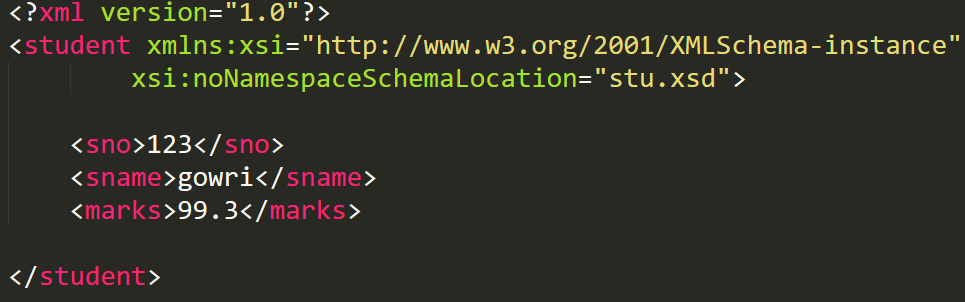 <?xml version="1.0"?>
<student xmlns:xsi="http://www.w3.org/2001/XMLSchema-instance"
xsi:noNamespaceSchemaLocation="stu.xsd">
<sno>123</sno>
<sname>gowri</sname>
<marks>99.3</marks>
</student>